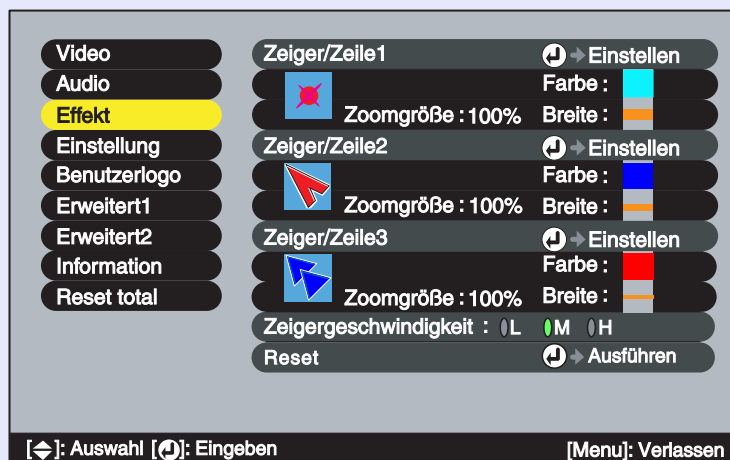 Video
Audio
Effekt
Einstellung
Benutzerlogo
Erweitert1
Erweitert2
Information
Reset total
Zeiger/Zeile1 Einstellen
Farbe :
Zoomgröße : 100% Breite :
Zeiger/Zeile2 Einstellen
Farbe :
Zoomgröße : 100% Breite :
Zeiger/Zeile3 Einstellen
Farbe :
Zoomgröße : 100% Breite :
Zeigergeschwindigkeit : L M H
Reset Ausführen
[ ]: Auswahl [ ]: Eingeben [Menu]: Verlassen